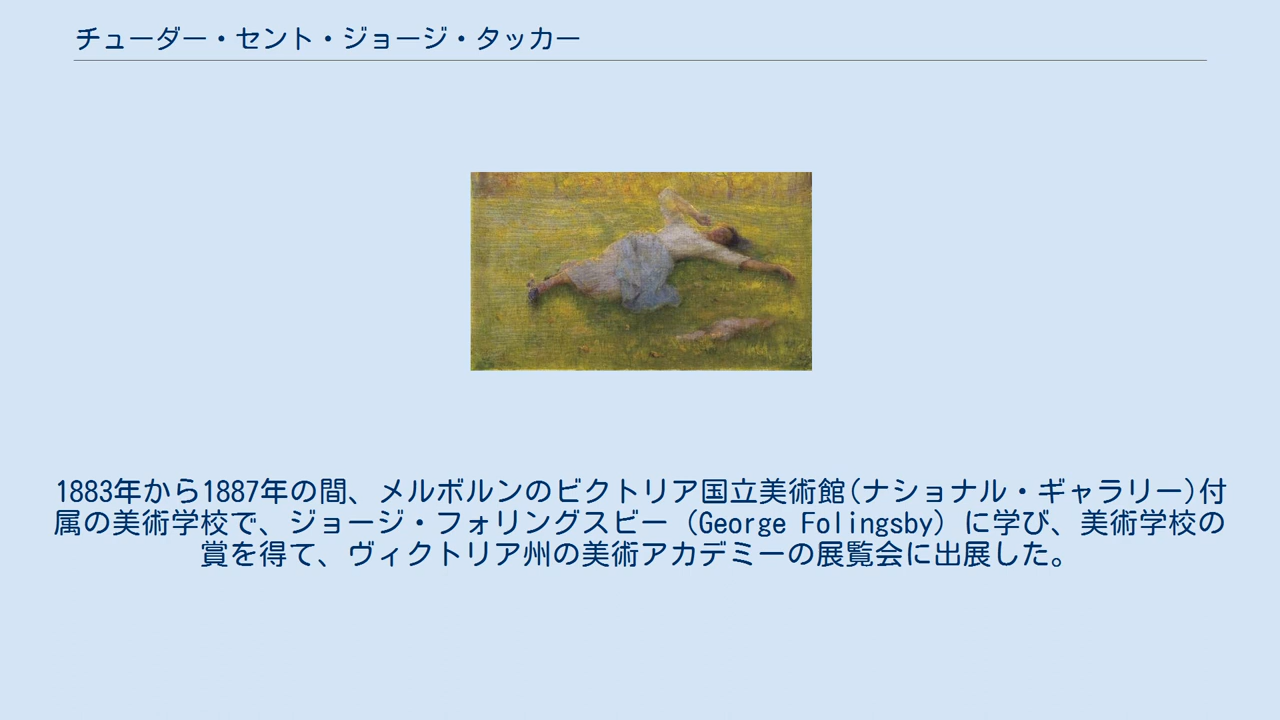 チューダー・セント・ジョージ・タッカー
1883年から1887年の間、メルボルンのビクトリア国立美術館(ナショナル・ギャラリー)付
属の美術学校で、ジョージ・フォリングスビー（George Folingsby）に学び、美術学校の
賞を得て、ヴィクトリア州の美術アカデミーの展覧会に出展した。